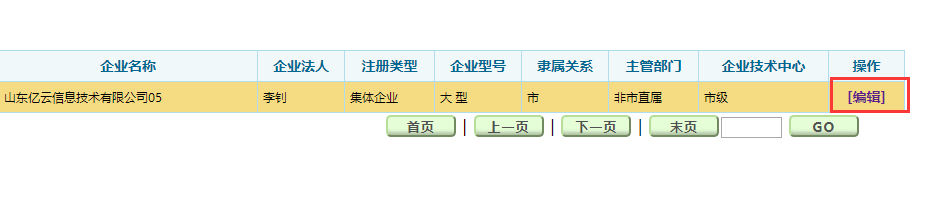 企业名称 企业法人 注册类型 企业型号 隶属关系 主管部门 企业技术中心 操作
山东亿云信息技术有限公司05 李钊 集体企业 大 型 市 非市直属 市级 [编辑]
首页 | 上一页 | 下一页 | 末页 GO